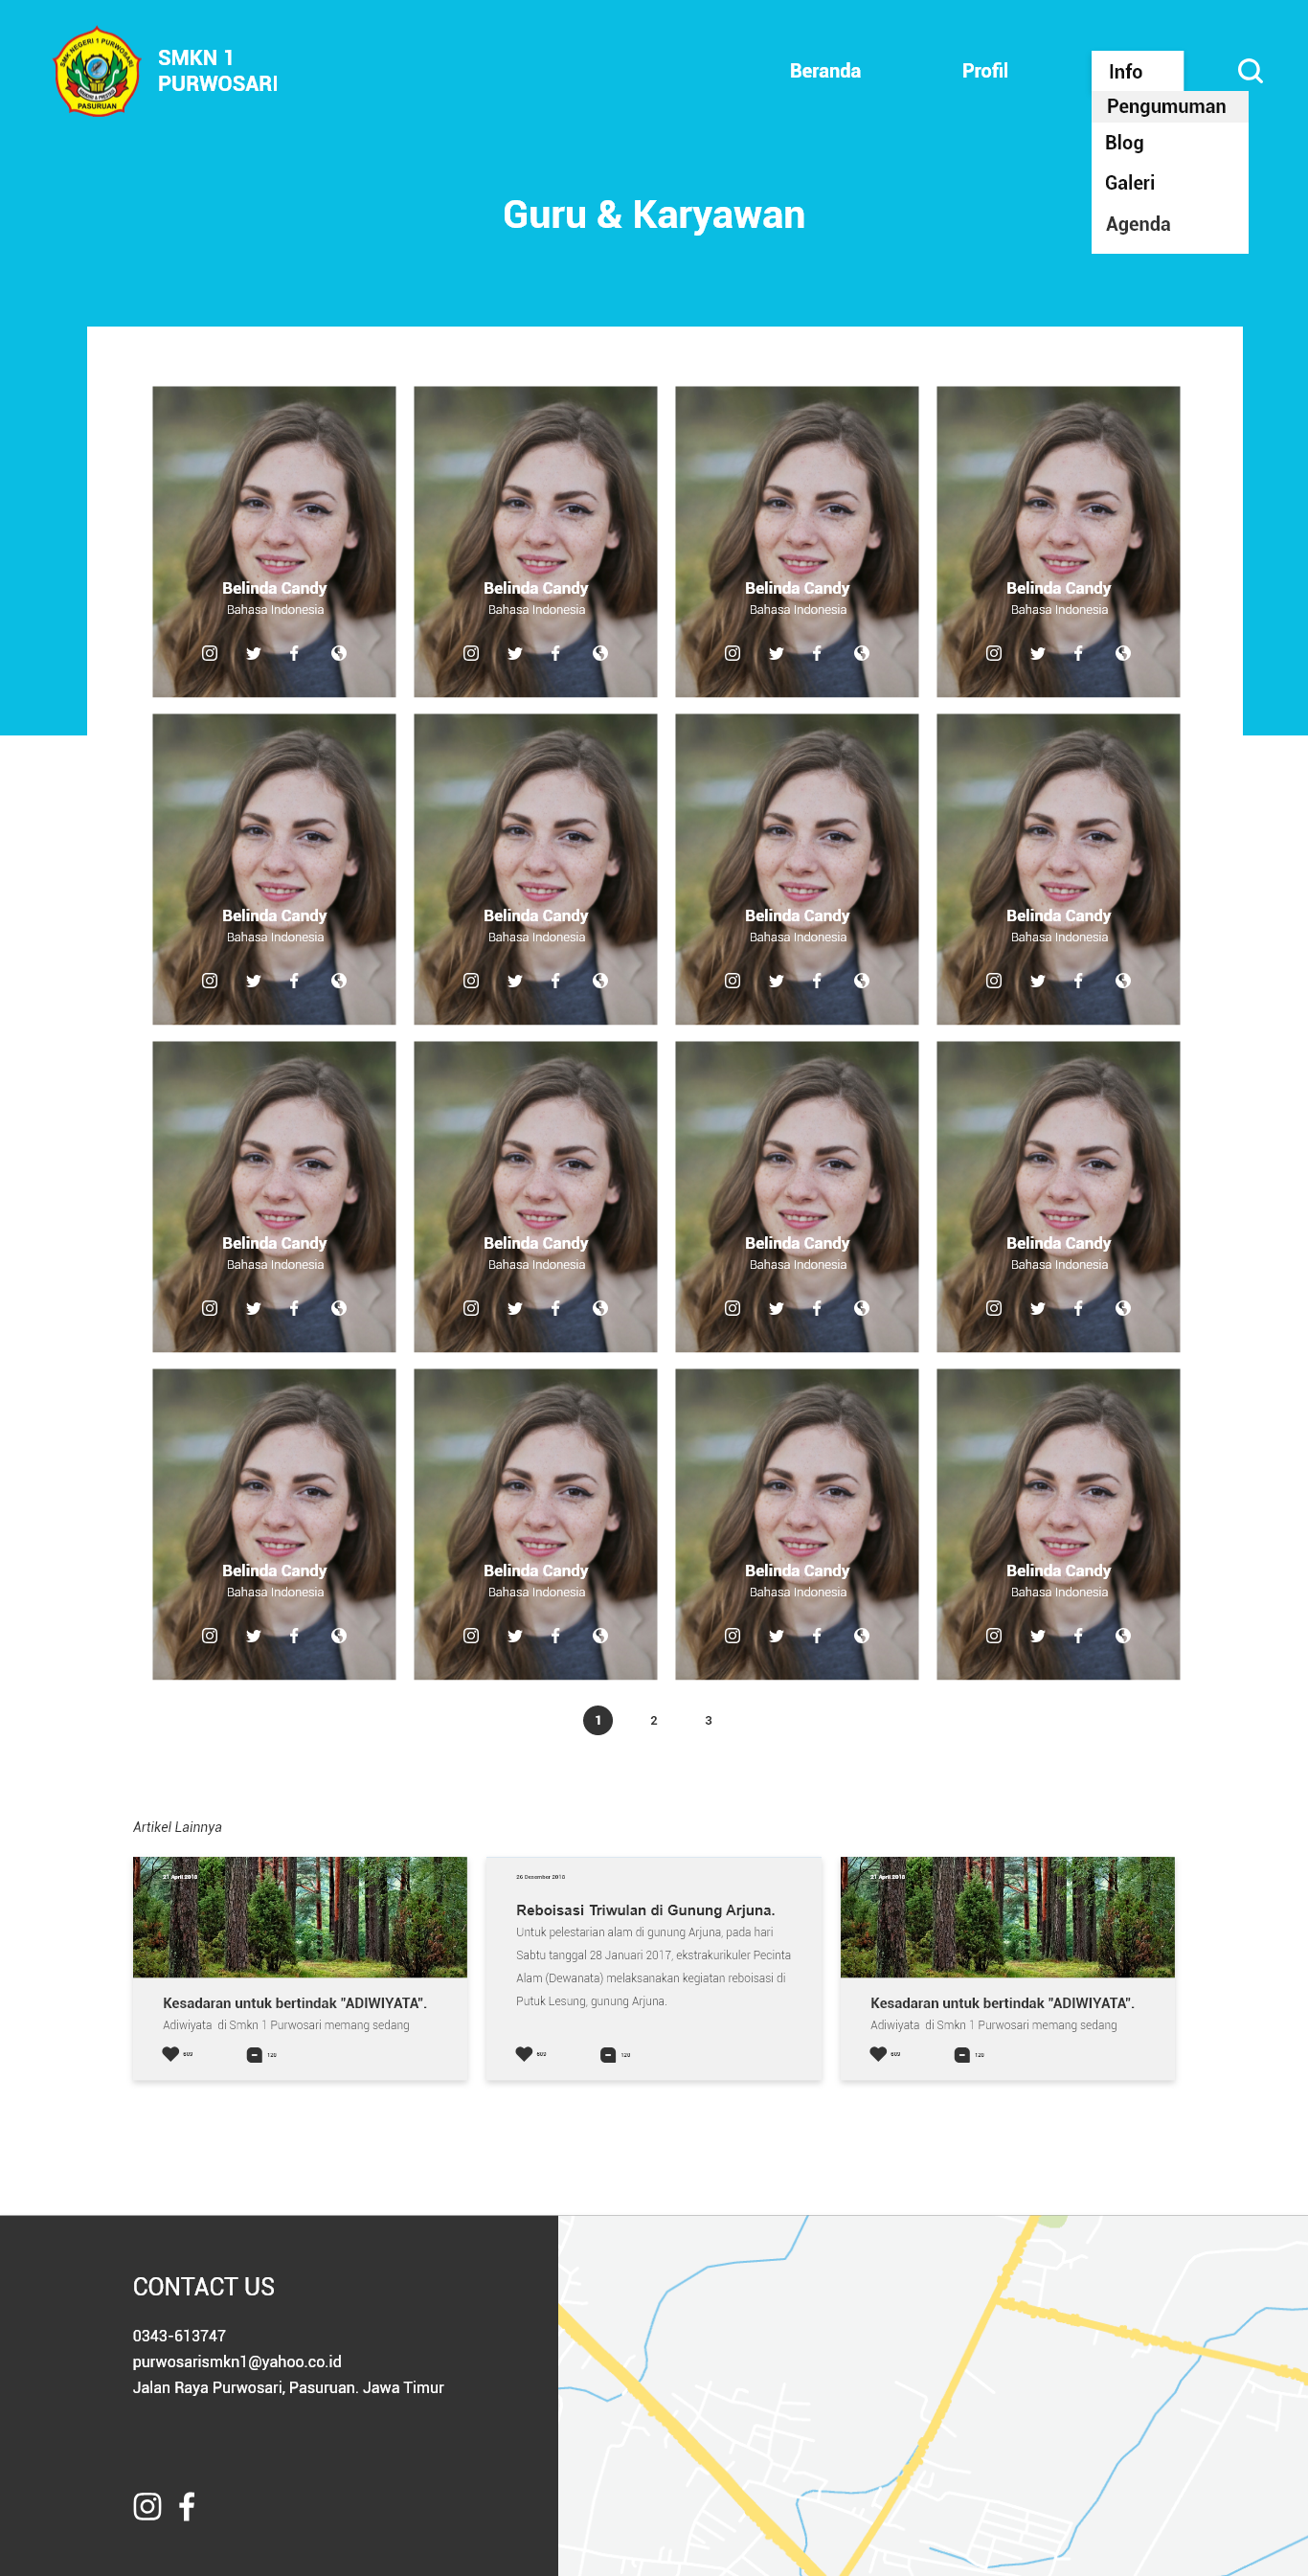 SMK NEGERI 1 PURWOSARI
PASURUAN
SMKN 1
PURWOSARI
Beranda
Profil
Info
Pengumuman
Blog
Galeri
Agenda
Guru & Karyawan
Belinda Candy
Bahasa Indonesia
Belinda Candy
Bahasa Indonesia
Belinda Candy
Bahasa Indonesia
Belinda Candy
Bahasa Indonesia
Belinda Candy
Bahasa Indonesia
Belinda Candy
Bahasa Indonesia
Belinda Candy
Bahasa Indonesia
Belinda Candy
Bahasa Indonesia
Belinda Candy
Bahasa Indonesia
Belinda Candy
Bahasa Indonesia
Belinda Candy
Bahasa Indonesia
Belinda Candy
Bahasa Indonesia
Belinda Candy
Bahasa Indonesia
Belinda Candy
Bahasa Indonesia
Belinda Candy
Bahasa Indonesia
Belinda Candy
Bahasa Indonesia
1
2
3
Artikel Lainnya
21 April 2018
Kesadaran untuk bertindak "ADIWIYATA".
Adiwiyata di Smkn 1 Purwosari memang sedang
120
26 Desember 2018
Reboisasi Triwulan di Gunung Arjuna.
Untuk pelestarian alam di gunung Arjuna, pada hari
Sabtu tanggal 28 Januari 2017, ekstrakurikuler Pecinta
Alam (Dewanata) melaksanakan kegiatan reboisasi di
Putuk Lesung, gunung Arjuna.
120
21 April 2018
Kesadaran untuk bertindak "ADIWIYATA".
Adiwiyata di Smkn 1 Purwosari memang sedang
120
CONTACT US
0343-613747
purwosarismkn1@yahoo.co.id
Jalan Raya Purwosari, Pasuruan. Jawa Timur